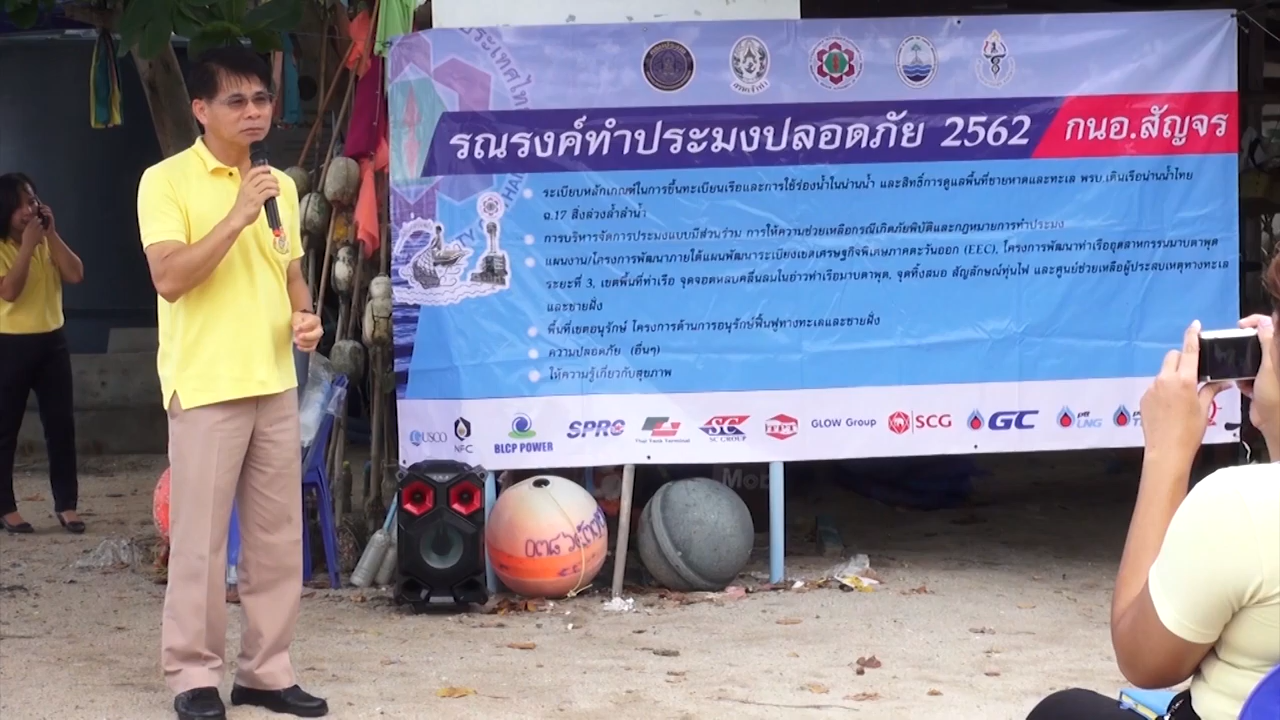 กรมเจ้าท่า
รณรงค์ทำประมงปลอดภัย 2562 กนอ.สัญจร
ระเบียบหลักเกณฑ์ในการขึ้นทะเบียนเรือและการใช้ร่องน้ำในน่านน้ำ และสิทธิ์การดูแลพื้นที่ชายหาดและทะเล พรบ.เดินเรือน่านน้ำไทย
ฉ.17 สิ่งล่วงล้ำลำน้ำ
การบริหารจัดการประมงแบบมีส่วนร่วม การให้ความช่วยเหลือกรณีเกิดภัยพิบัติและกฎหมายการทำประมง
แผนงาน/โครงการพัฒนาภายใต้แผนพัฒนาระเบียงเขตเศรษฐกิจพิเศษภาคตะวันออก (EEC), โครงการพัฒนาท่าเรืออุตสาหกรรมมาบตาพุด
ระยะที่ 3, เขตพื้นที่ท่าเรือ จุดจอดหลบคลื่นลมในอ่าวท่าเรือมาบตาพุด, จุดทิ้งสมอ สัญลักษณ์ทุ่นไฟ และศูนย์ช่วยเหลือผู้ประสบเหตุทางทะเล
และชายฝั่ง
พื้นที่เขตอนุรักษ์ โครงการด้านการอนุรักษ์ฟื้นฟูทางทะเลและชายฝั่ง
ความปลอดภัย (อื่นๆ)
ให้ความรู้เกี่ยวกับสุขภาพ
USCO NFC BLCP POWER SPRC Thai Tank Terminal SC GROUP TPT GLOW Group SCG GC ptt LNG